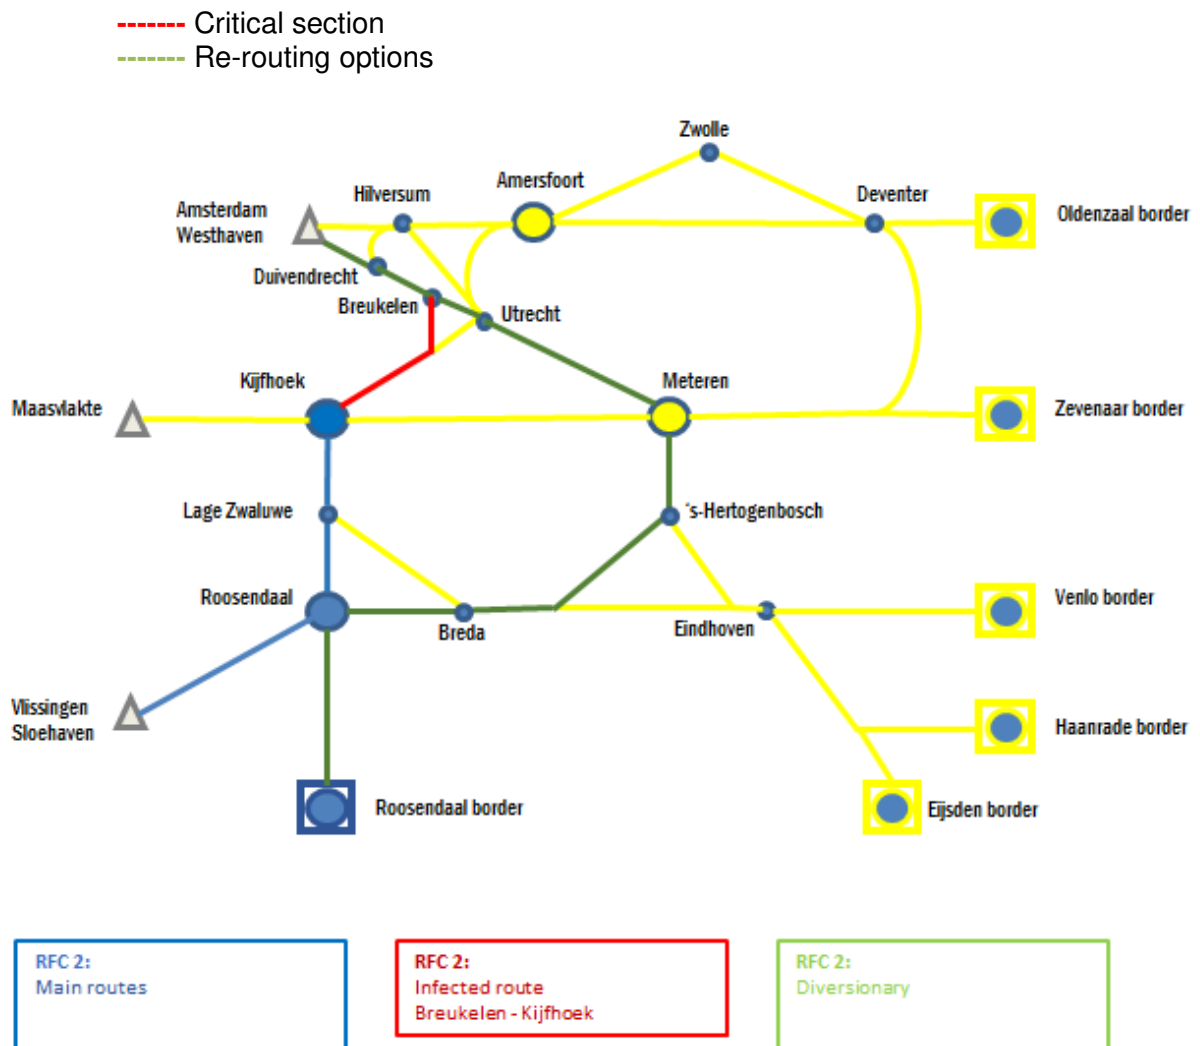 Critical section
Re-routing options
Zwolle
Amersfoort
Hilversum
Deventer
Amsterdam
Westhaven
Oldenzaal border
Duivendrecht
Breukelen
Utrecht
Kijfhoek
Meteren
Maasvlakte
Zevenaar border
Lage Zwaluwe
's-Hertogenbosch
Roosendaal
Venlo border
Breda
Eindhoven
Vlissingen
Sloehaven
Haanrade border
Roosendaal border
Eijsden border
RFC 2:
Main routes
RFC 2:
Infected route
Breukelen - Kijfhoek
RFC 2:
Diversionary